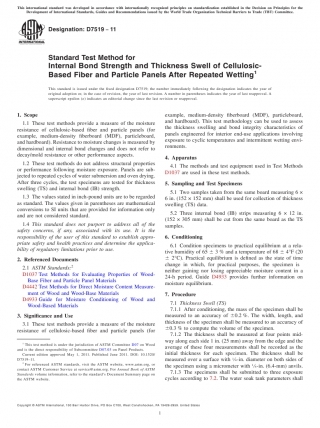 This international standard was developed in accordance with internationally recognized principles on standardization established in the Decision on Principles for the
Development of International Standards, Guides and Recommendations issued by the World Trade Organization Technical Barriers to Trade (TBT) Committee.
Designation: D7519 − 11
Standard Test Method for
Internal Bond Strength and Thickness Swell of Cellulosic-
Based Fiber and Particle Panels After Repeated Wetting1
This standard is issued under the fixed designation D7519; the number immediately following the designation indicates the year of
original adoption or, in the case of revision, the year of last revision. A number in parentheses indicates the year of last reapproval. A
superscript epsilon (ε) indicates an editorial change since the last revision or reapproval.
1. Scope
1.1 These test methods provide a measure of the moisture
resistance of cellulosic-based fiber and particle panels (for
example, medium-density fiberboard (MDF), particleboard,
and hardboard). Resistance to moisture changes is measured by
dimensional and internal bond changes and does not refer to
decay/mold resistance or other performance aspects.
1.2 These test methods do not address structural properties
or performance following moisture exposure. Panels are sub-
jected to repeated cycles of water submersion and oven drying.
After three cycles, the test specimens are tested for thickness
swelling (TS) and internal bond (IB) strength.
1.3 The values stated in inch-pound units are to be regarded
as standard. The values given in parentheses are mathematical
conversions to SI units that are provided for information only
and are not considered standard.
1.4 This standard does not purport to address all of the
safety concerns, if any, associated with its use. It is the
responsibility of the user of this standard to establish appro-
priate safety and health practices and determine the applica-
bility of regulatory limitations prior to use.
2. Referenced Documents
2.1 ASTM Standards:2
D1037 Test Methods for Evaluating Properties of Wood-
Base Fiber and Particle Panel Materials
D4442 Test Methods for Direct Moisture Content Measure-
ment of Wood and Wood-Base Materials
D4933 Guide for Moisture Conditioning of Wood and
Wood-Based Materials
3. Significance and Use
3.1 These test methods provide a measure of the moisture
resistance of cellulosic-based fiber and particle panels (for
1 This test method is under the jurisdiction of ASTM Committee D07 on Wood
and is the direct responsibility of Subcommittee D07.03 on Panel Products.
Current edition approved May 1, 2011. Published June 2011. DOI: 10.1520/
D7519-11.
2 For referenced ASTM standards, visit the ASTM website, www.astm.org, or
contact ASTM Customer Service at service@astm.org. For Annual Book of ASTM
Standards volume information, refer to the standard's Document Summary page on
the ASTM website.
example, medium-density fiberboard (MDF), particleboard,
and hardboard). This test methodology can be used to assess
the thickness swelling and bond integrity characteristics of
panels engineered for interior end-use applications involving
exposure to cyclic temperatures and intermittent wetting envi-
ronments.
4. Apparatus
4.1 The methods and test equipment used in Test Methods
D1037 are used in these test methods.
5. Sampling and Test Specimens
5.1 Two samples taken from the same board measuring 6 ×
6 in. (152 × 152 mm) shall be used for collection of thickness
swelling (TS) data.
5.2 Three internal bond (IB) strips measuring 6 × 12 in.
(152 × 305 mm) shall be cut from the same board as the TS
samples.
6. Conditioning
6.1 Condition specimens to practical equilibrium at a rela-
tive humidity of 65 ± 3 % and a temperature of 68 ± 4°F (20
± 2°C). Practical equilibrium is defined as the state of time
change in which, for practical purposes, the specimen is
neither gaining nor losing appreciable moisture content in a
24-h period. Guide D4933 provides further information on
moisture equilibrium.
7. Procedure
7.1 Thickness Swell (TS)
7.1.1 After conditioning, the mass of the specimen shall be
measured to an accuracy of ±0.2 %. The width, length, and
thickness of the specimen shall be measured to an accuracy of
±0.3 % to compute the volume of the specimen.
7.1.2 The thickness shall be measured at four points mid-
way along each side 1 in. (25 mm) away from the edge and the
average of these four measurements shall be recorded as the
initial thickness for each specimen. The thickness shall be
measured over a surface with ¼-in. diameter on both sides of
the specimen using a micrometer with ¼-in. (6.4-mm) anvils.
7.1.3 The specimens shall be submitted to three exposure
cycles according to 7.2. The water soak tank parameters shall
Copyright © ASTM International, 100 Barr Harbor Drive, PO Box C700, West Conshohocken, PA 19428-2959. United States
1